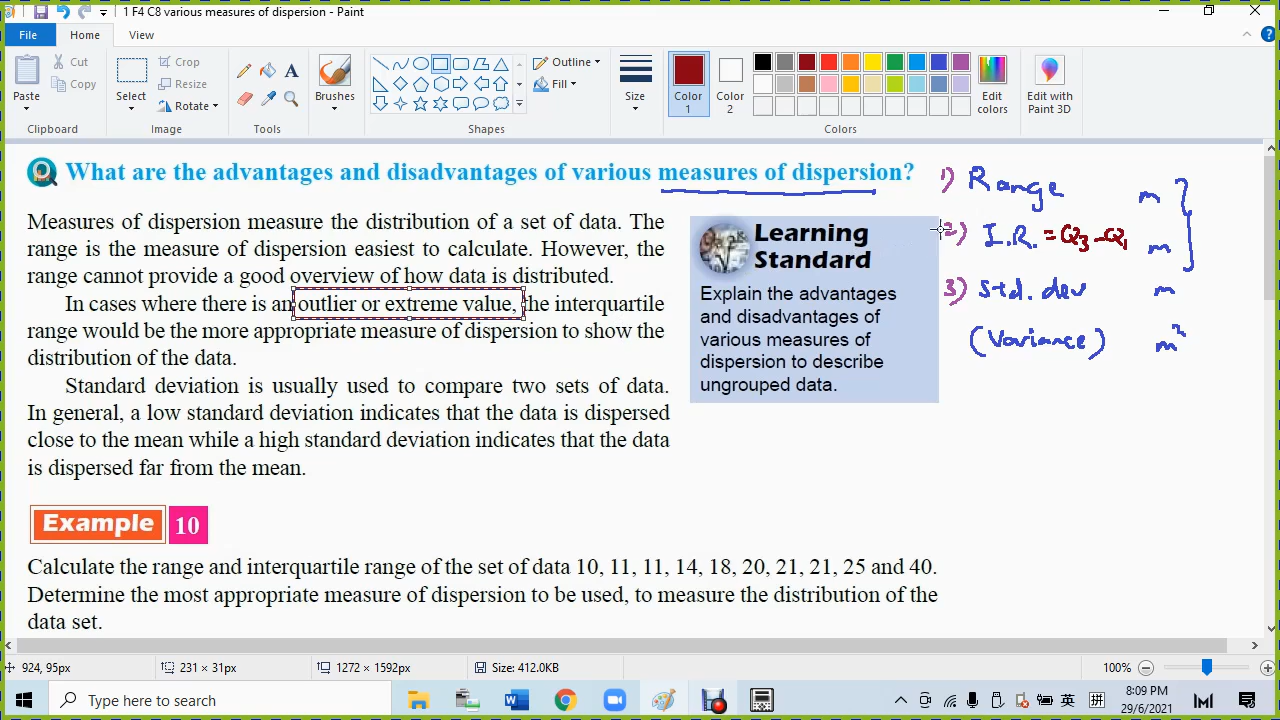 1 F4 C8 various measures of dispersion - Paint
File Home View
Paste
Cut
Copy
Clipboard
Select
Crop
Resize
Rotate
Image
A
Tools
Brushes
Outline
Fill
Shapes
Size
Color 1
Color 2
Edit colors
Edit with Paint 3D
Colors
What are the advantages and disadvantages of various measures of dispersion?
Measures of dispersion measure the distribution of a set of data. The
range is the measure of dispersion easiest to calculate. However, the
range cannot provide a good overview of how data is distributed.
In cases where there is an outlier or extreme value, the interquartile
range would be the more appropriate measure of dispersion to show the
distribution of the data.
Standard deviation is usually used to compare two sets of data.
In general, a low standard deviation indicates that the data is dispersed
close to the mean while a high standard deviation indicates that the data
is dispersed far from the mean.
Learning
Standard
Explain the advantages
and disadvantages of
various measures of
dispersion to describe
ungrouped data.
1) Range m
2) I.R. = Q₃ - Q₁ m
3) std. dev m
(Variance) m²
Example 10
Calculate the range and interquartile range of the set of data 10, 11, 11, 14, 18, 20, 21, 21, 25 and 40.
Determine the most appropriate measure of dispersion to be used, to measure the distribution of the
data set.
924, 95px 231 × 31px 1272 × 1592px Size: 412.0KB 100%
Type here to search
英 拼
8:09 PM
29/6/2021